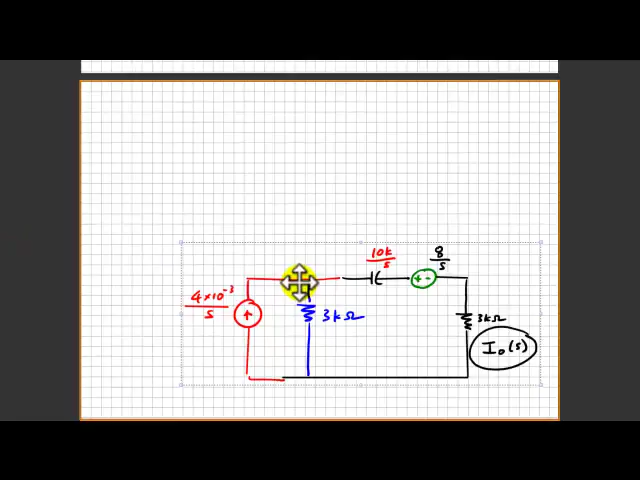 10k
s
8
s
4×10⁻³
s
↑
3kΩ
+ -
3kΩ
I₀(s)